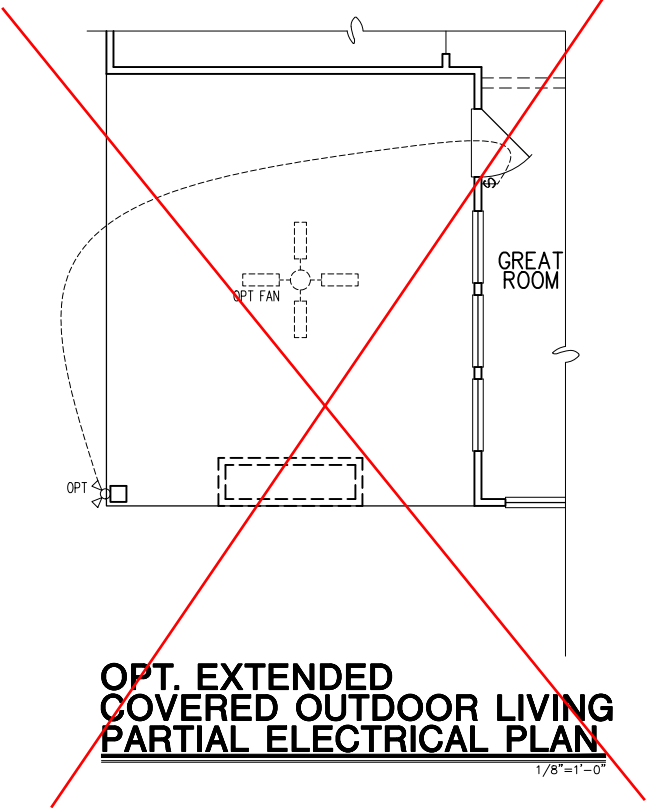 GREAT
ROOM
OPT FAN
OPT
$
OPT. EXTENDED
COVERED OUTDOOR LIVING
PARTIAL ELECTRICAL PLAN
1/8"=1'-0"